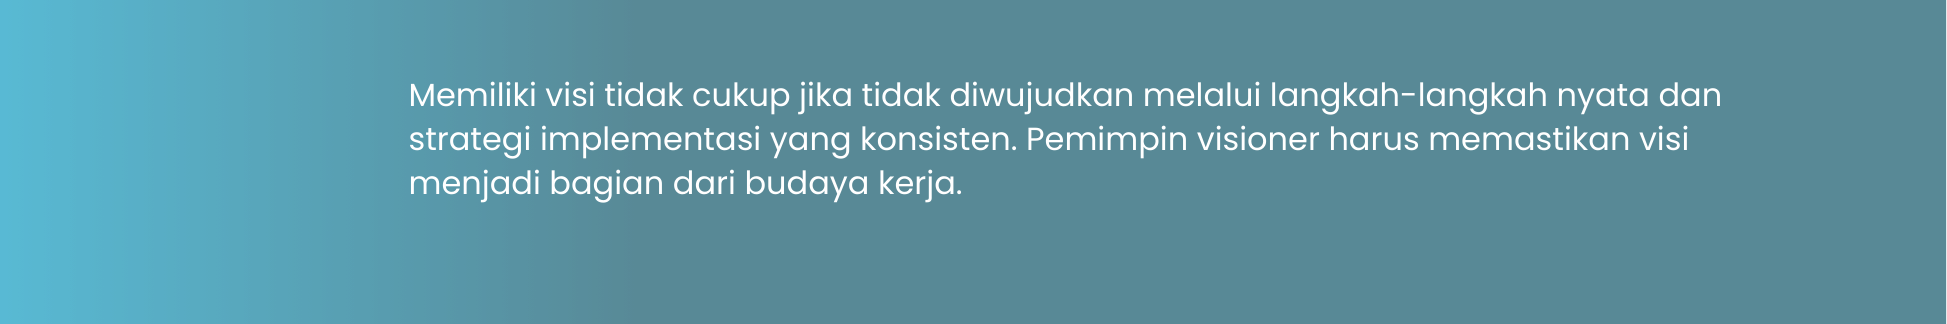 Memiliki visi tidak cukup jika tidak diwujudkan melalui langkah-langkah nyata dan
strategi implementasi yang konsisten. Pemimpin visioner harus memastikan visi
menjadi bagian dari budaya kerja.